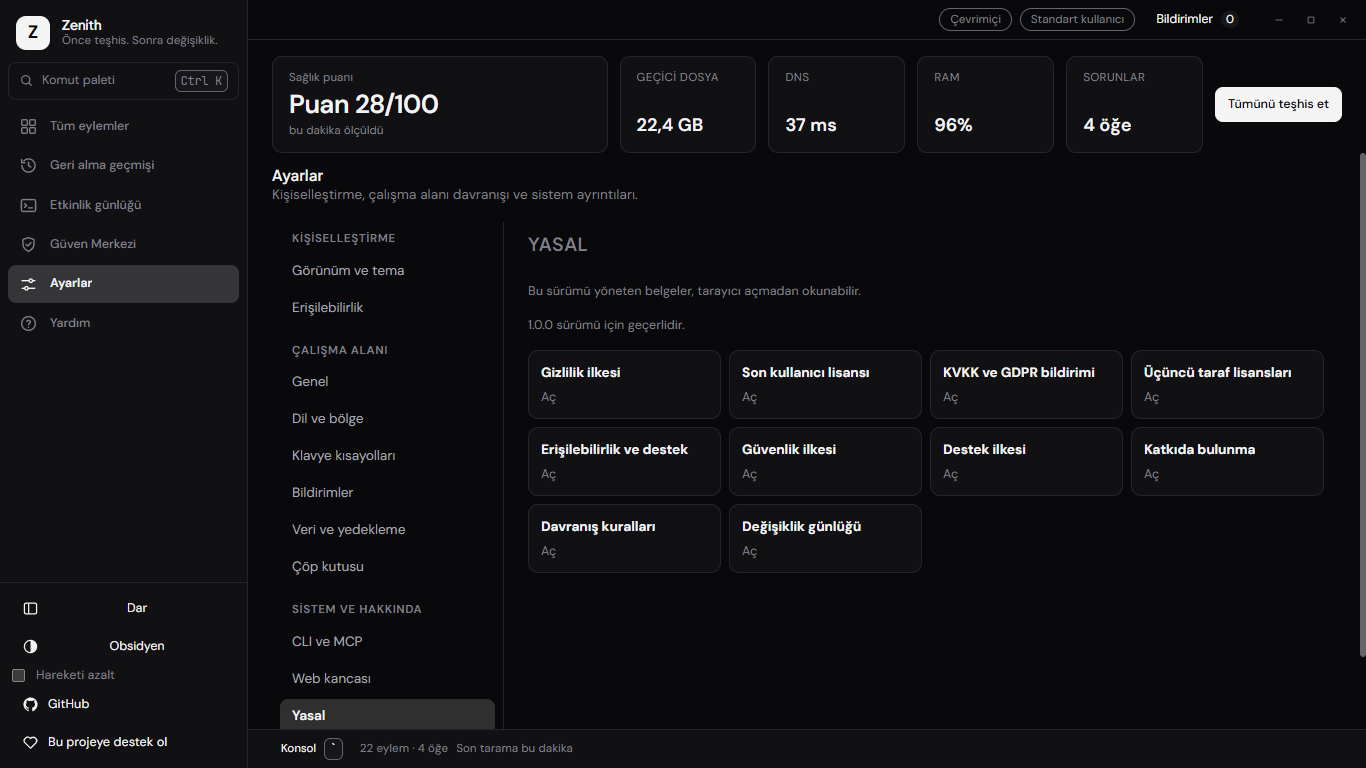 Z
Zenith
Önce teşhis. Sonra değişiklik.
Komut paleti
Ctrl K
Tüm eylemler
Geri alma geçmişi
Etkinlik günlüğü
Güven Merkezi
Ayarlar
Yardım
Dar
Obsidyen
Hareketi azalt
GitHub
Bu projeye destek ol
Çevrimiçi
Standart kullanıcı
Bildirimler 0
Sağlık puanı
Puan 28/100
bu dakika ölçüldü
GEÇİCİ DOSYA
22,4 GB
DNS
37 ms
RAM
96%
SORUNLAR
4 öğe
Tümünü teşhis et
Ayarlar
Kişiselleştirme, çalışma alanı davranışı ve sistem ayrıntıları.
KİŞİSELLEŞTİRME
Görünüm ve tema
Erişilebilirlik
ÇALIŞMA ALANI
Genel
Dil ve bölge
Klavye kısayolları
Bildirimler
Veri ve yedekleme
Çöp kutusu
SİSTEM VE HAKKINDA
CLI ve MCP
Web kancası
Yasal
YASAL
Bu sürümü yöneten belgeler, tarayıcı açmadan okunabilir.
1.0.0 sürümü için geçerlidir.
Gizlilik ilkesi
Aç
Son kullanıcı lisansı
Aç
KVKK ve GDPR bildirimi
Aç
Üçüncü taraf lisansları
Aç
Erişilebilirlik ve destek
Aç
Güvenlik ilkesi
Aç
Destek ilkesi
Aç
Katkıda bulunma
Aç
Davranış kuralları
Aç
Değişiklik günlüğü
Aç
Konsol `
22 eylem · 4 öğe Son tarama bu dakika